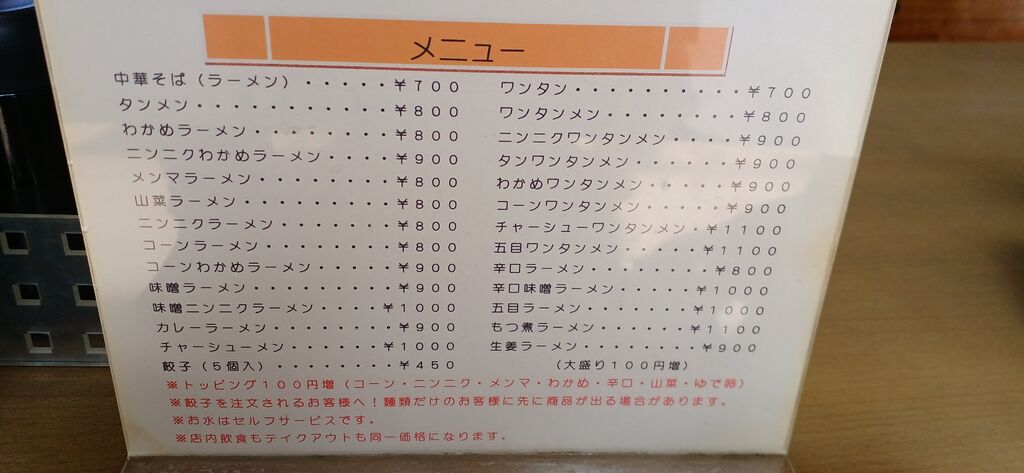 メニュー
中華そば（ラーメン）・・・・・￥７００
タンメン・・・・・・・・・・・￥８００
わかめラーメン・・・・・・・・￥８００
ニンニクわかめラーメン・・・・￥９００
メンマラーメン・・・・・・・・￥８００
山菜ラーメン・・・・・・・・・￥８００
ニンニクラーメン・・・・・・・￥８００
コーンラーメン・・・・・・・・￥８００
コーンわかめラーメン・・・・・￥９００
味噌ラーメン・・・・・・・・・￥９００
味噌ニンニクラーメン・・・・￥１０００
カレーラーメン・・・・・・・・￥９００
チャーシューメン・・・・・・￥１０００
餃子（５個入）・・・・・・・・￥４５０
ワンタン・・・・・・・・・・・￥７００
ワンタンメン・・・・・・・・・￥８００
ニンニクワンタンメン・・・・・￥９００
タンワンタンメン・・・・・・・￥９００
わかめワンタンメン・・・・・・￥９００
コーンワンタンメン・・・・・・￥９００
チャーシューワンタンメン・・￥１１００
五目ワンタンメン・・・・・・￥１１００
辛口ラーメン・・・・・・・・・￥８００
辛口味噌ラーメン・・・・・・￥１０００
五目ラーメン・・・・・・・・￥１０００
もつ煮ラーメン・・・・・・・￥１１００
生姜ラーメン・・・・・・・・・￥９００
（大盛り１００円増）
※トッピング１００円増（コーン・ニンニク・メンマ・わかめ・辛口・山菜・ゆで卵）
※餃子を注文されるお客様へ！麺類だけのお客様に先に商品が出る場合があります。
※お水はセルフサービスです。
※店内飲食もテイクアウトも同一価格になります。